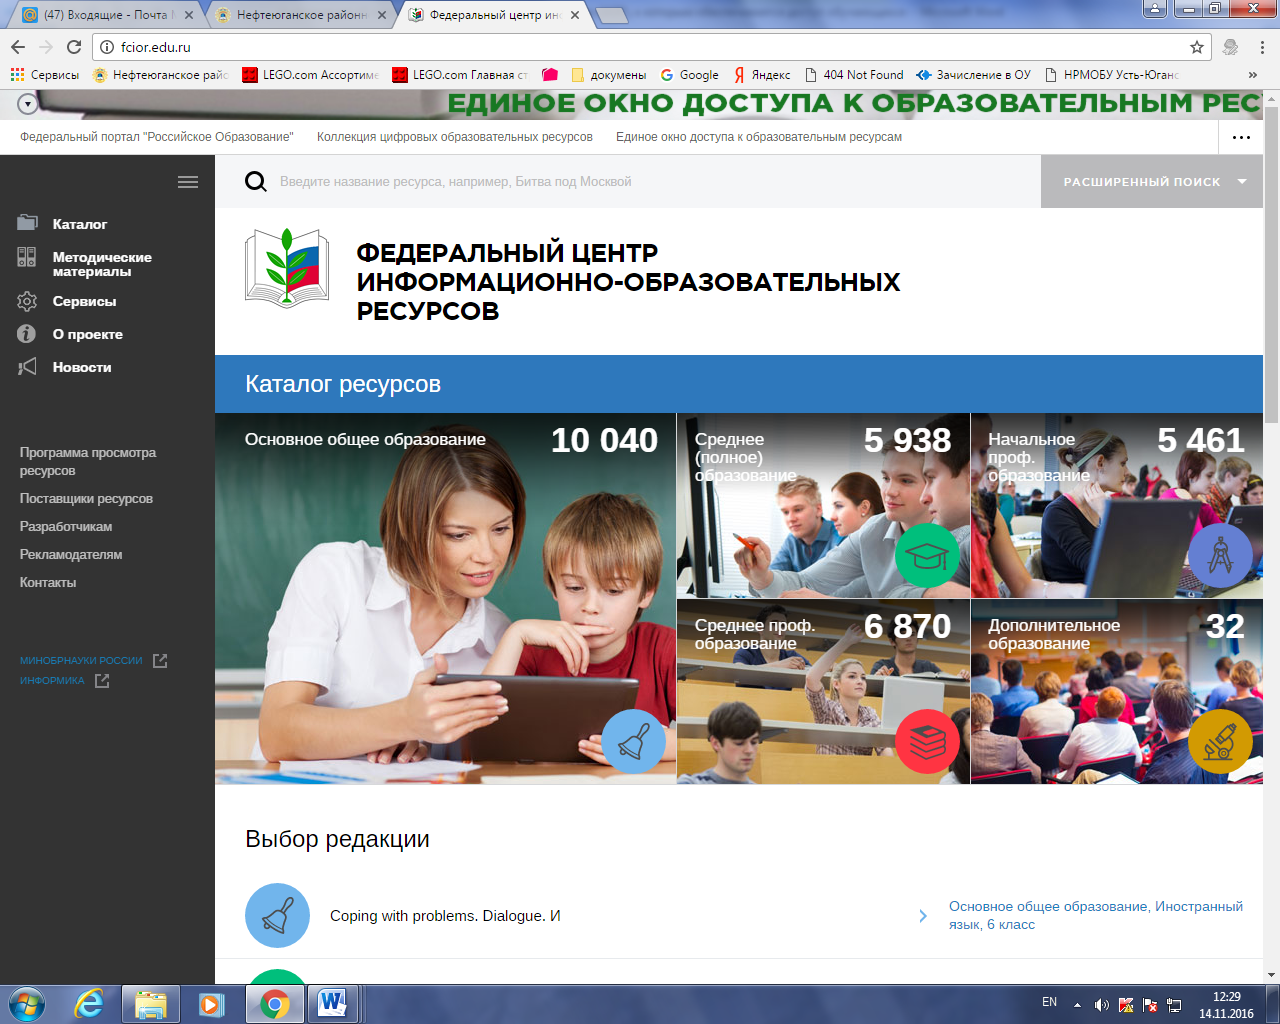 (47) Входящие - Почта
Нефтеюганское районн
Федеральный центр ин
fcior.edu.ru
Сервисы
Нефтеюганское райо
LEGO.com Ассортиме
LEGO.com Главная ст
докумены
Google
Яндекс
404 Not Found
Зачисление в ОУ
НРМОБУ Усть-Юганс
»
ЕДИНОЕ ОКНО ДОСТУПА К ОБРАЗОВАТЕЛЬНЫМ РЕС
Федеральный портал "Российское Образование"
Коллекция цифровых образовательных ресурсов
Единое окно доступа к образовательным ресурсам
Введите название ресурса, например, Битва под Москвой
РАСШИРЕННЫЙ ПОИСК
Каталог
Методические
материалы
Сервисы
О проекте
Новости
Программа просмотра
ресурсов
Поставщики ресурсов
Разработчикам
Рекламодателям
Контакты
МИНОБРНАУКИ РОССИИ
ИНФОРМИКА
ФЕДЕРАЛЬНЫЙ ЦЕНТР
ИНФОРМАЦИОННО-ОБРАЗОВАТЕЛЬНЫХ
РЕСУРСОВ
Каталог ресурсов
Основное общее образование
10 040
Среднее
(полное)
образование
5 938
Начальное
проф.
образование
5 461
Среднее проф.
образование
6 870
Дополнительное
образование
32
Выбор редакции
Coping with problems. Dialogue. И
Основное общее образование, Иностранный
язык, 6 класс
EN
12:29
14.11.2016